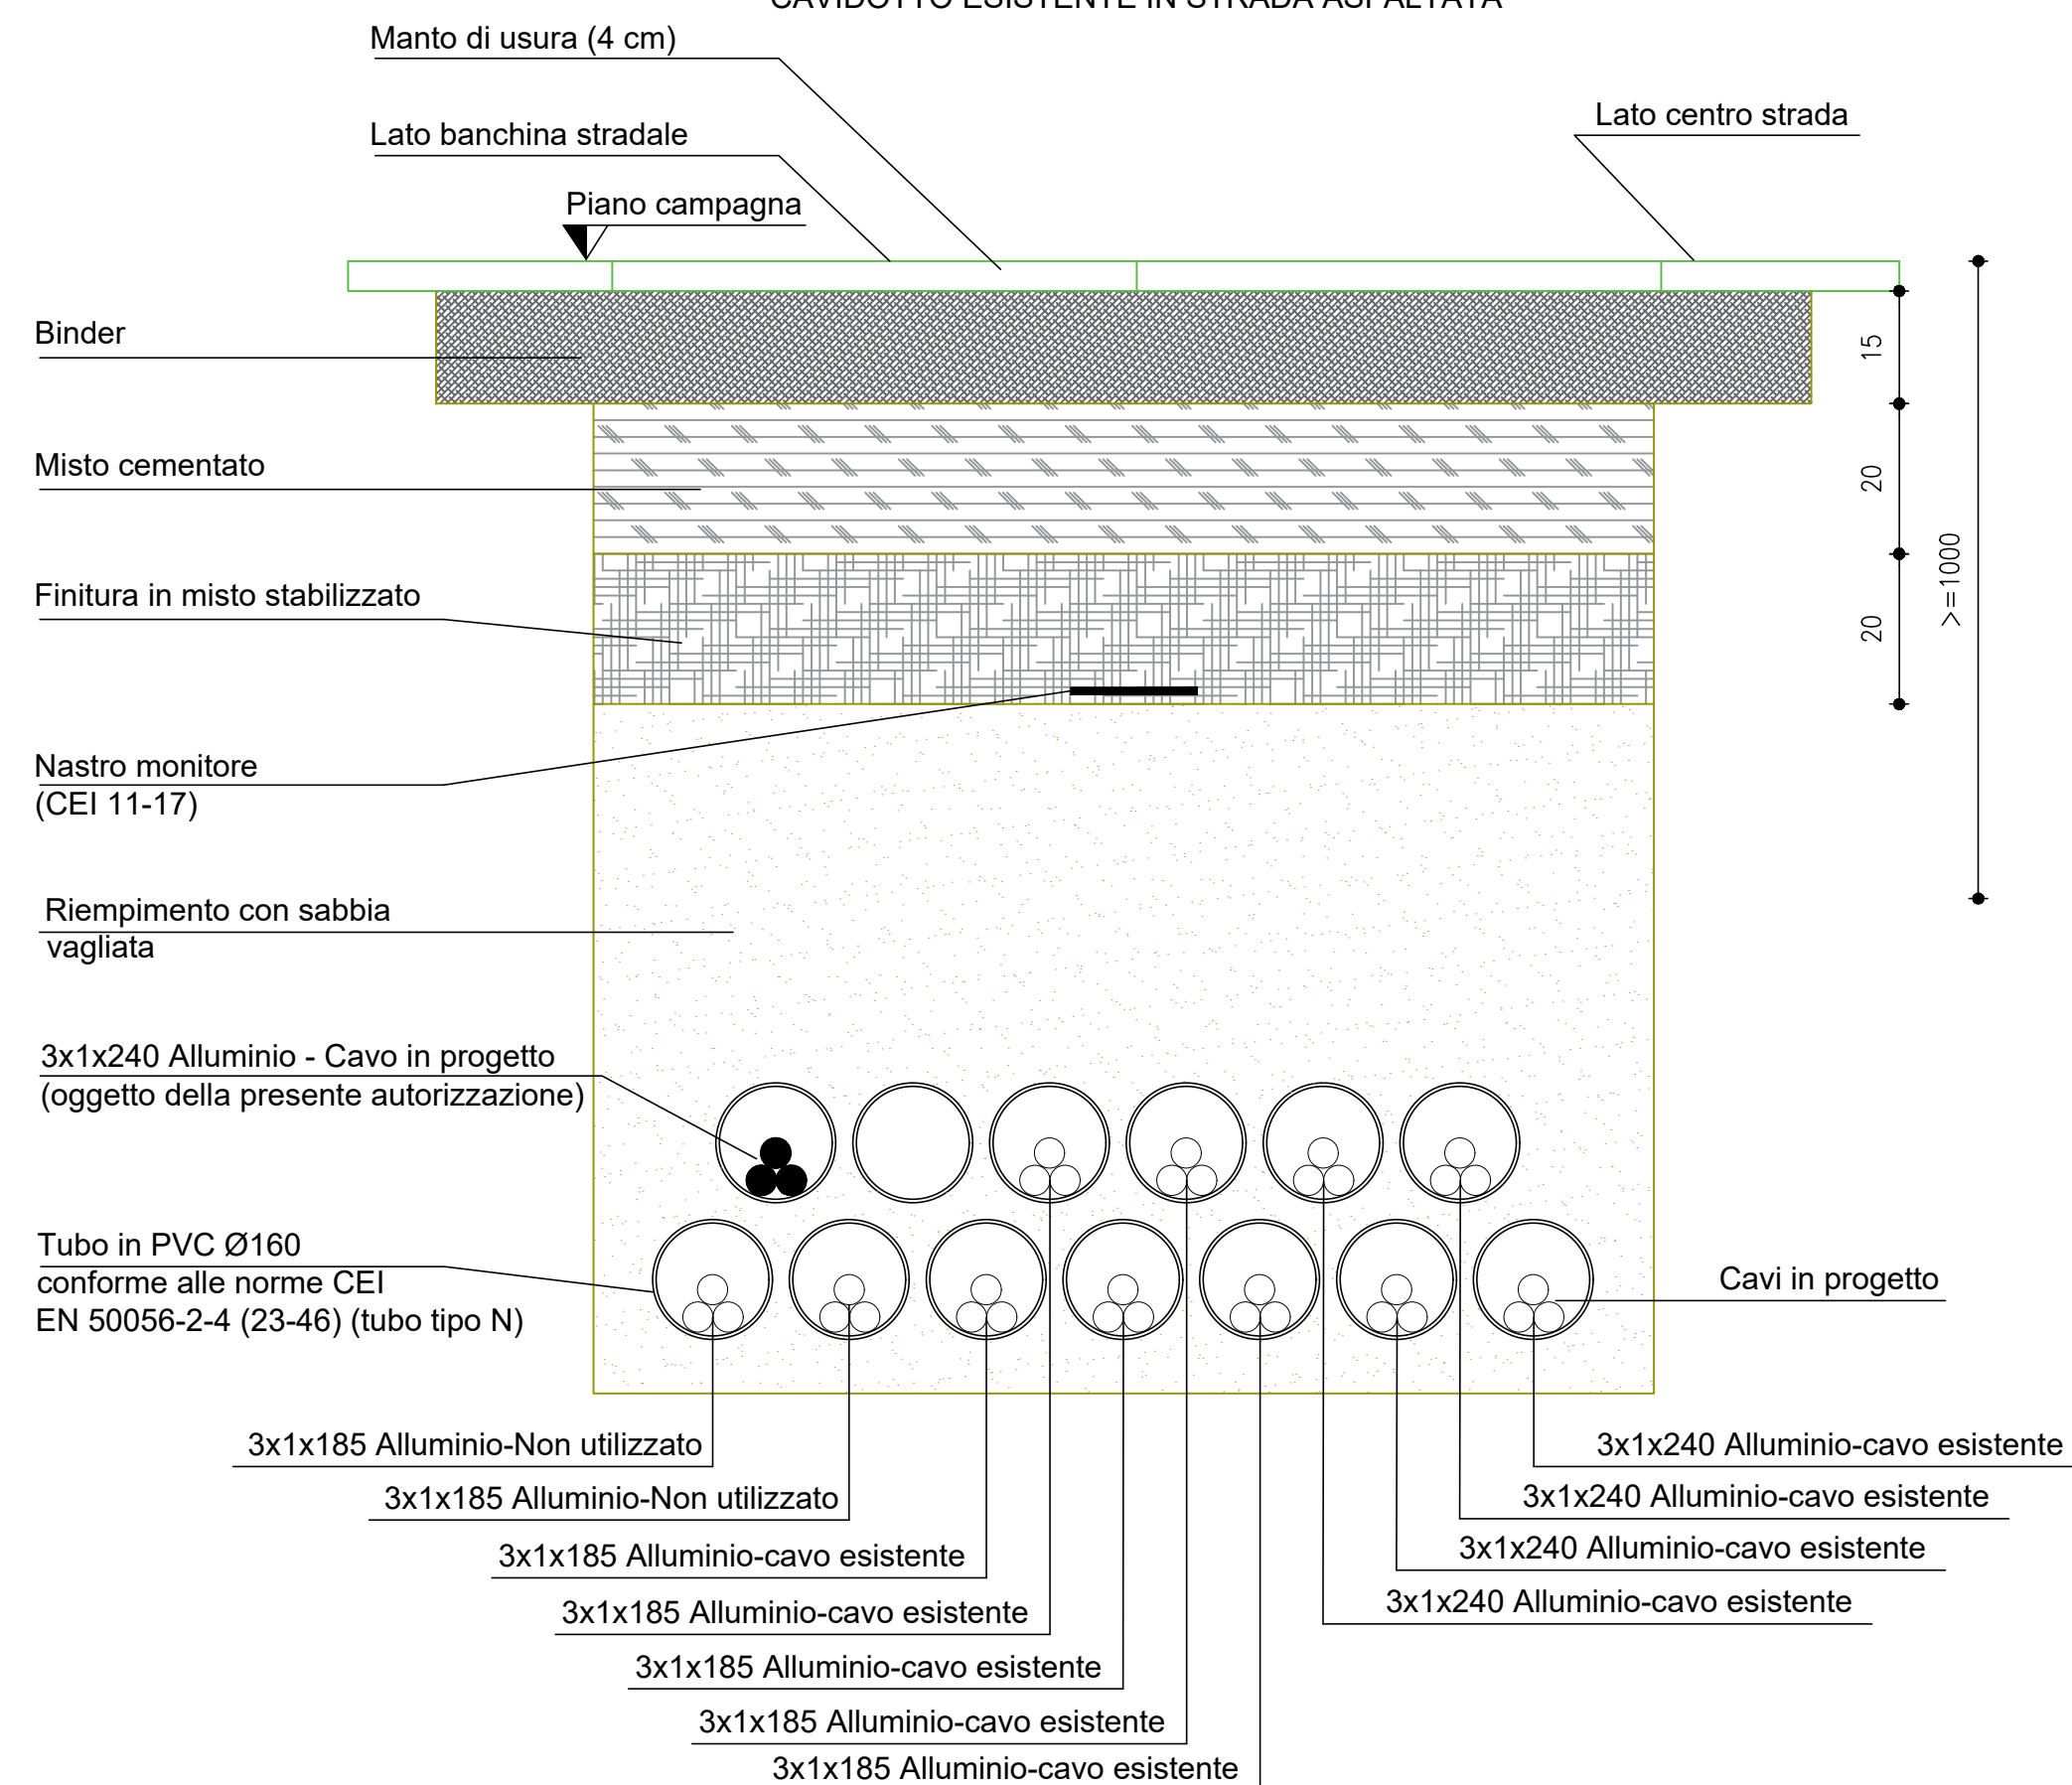 CAVIDOTTO ESISTENTE IN STRADA ASFALTATA
Manto di usura (4 cm)
Lato centro strada
Lato banchina stradale
Piano campagna
Binder
15
Misto cementato
20
>=1000
Finitura in misto stabilizzato
20
Nastro monitore
(CEI 11-17)
Riempimento con sabbia
vagliata
3x1x240 Alluminio - Cavo in progetto
(oggetto della presente autorizzazione)
Tubo in PVC Ø160
conforme alle norme CEI
EN 50056-2-4 (23-46) (tubo tipo N)
Cavi in progetto
3x1x185 Alluminio-Non utilizzato
3x1x240 Alluminio-cavo esistente
3x1x185 Alluminio-Non utilizzato
3x1x240 Alluminio-cavo esistente
3x1x185 Alluminio-cavo esistente
3x1x240 Alluminio-cavo esistente
3x1x185 Alluminio-cavo esistente
3x1x240 Alluminio-cavo esistente
3x1x185 Alluminio-cavo esistente
3x1x185 Alluminio-cavo esistente
3x1x185 Alluminio-cavo esistente